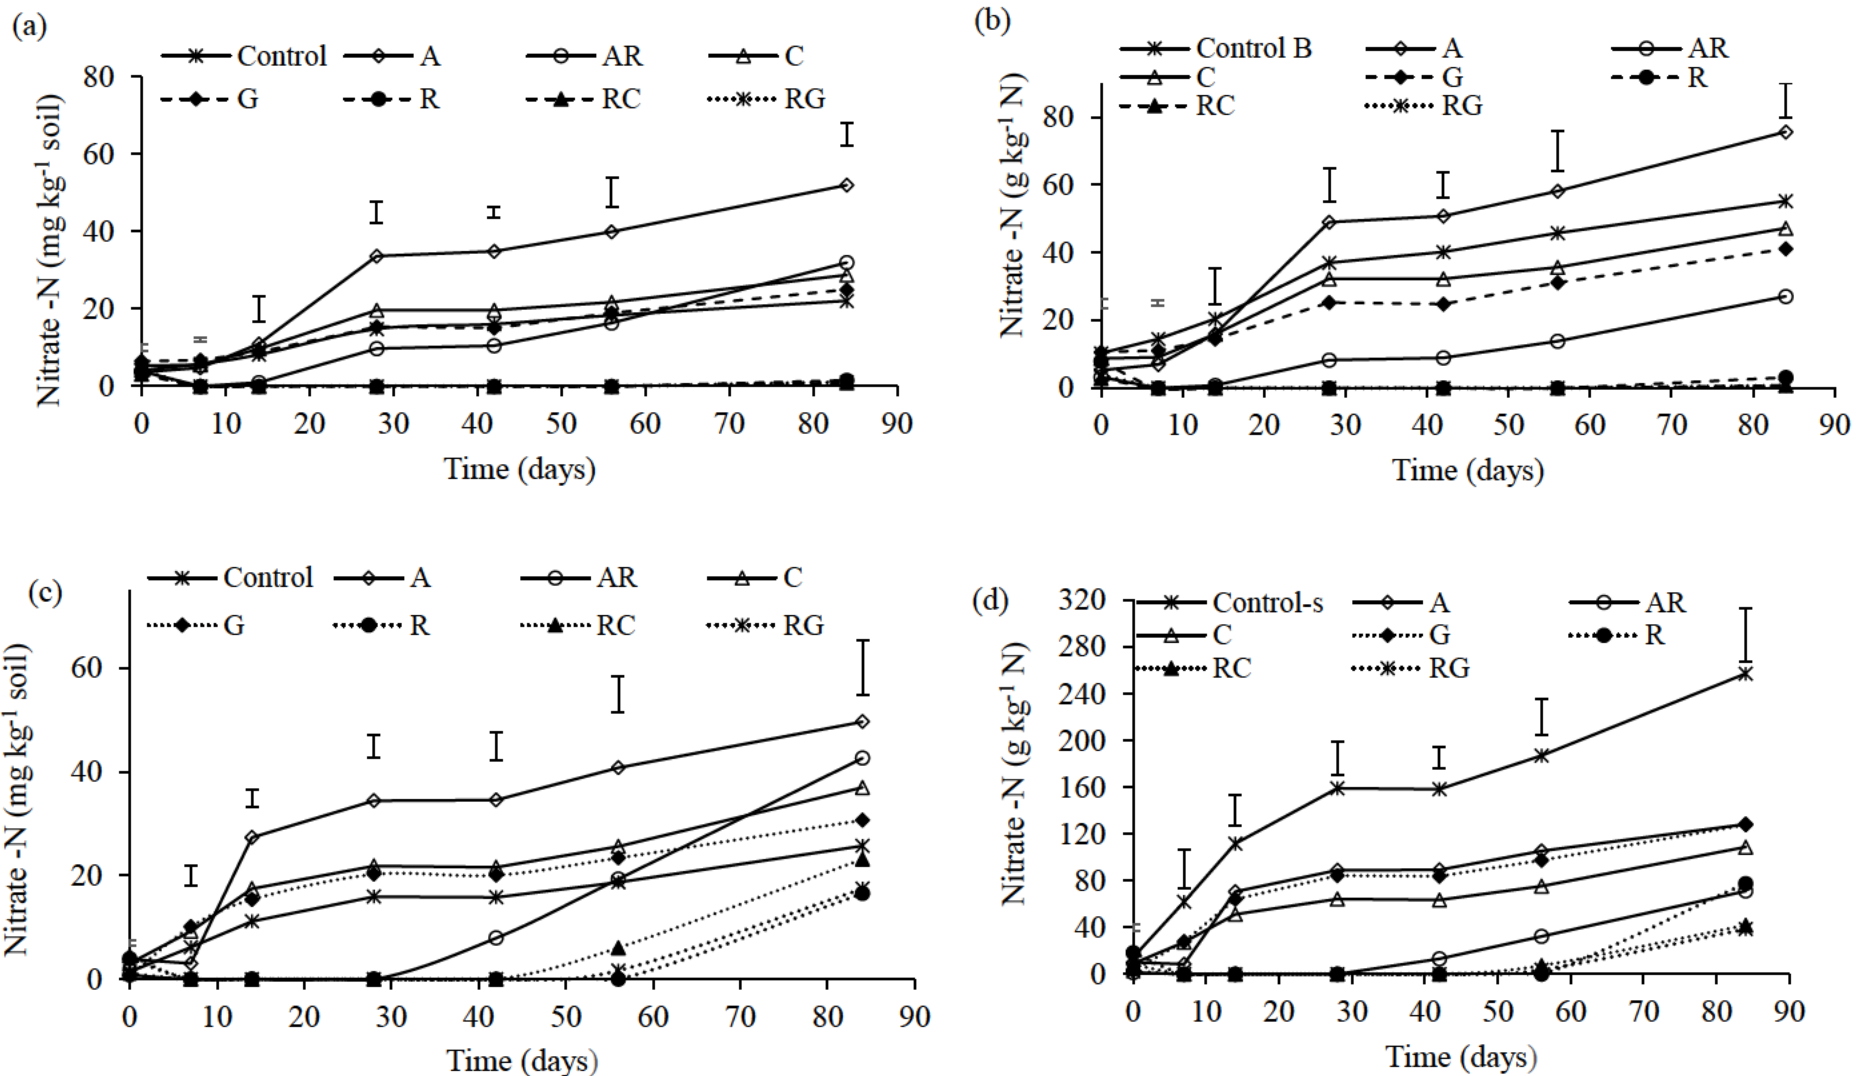 (a)
Control A AR C
G R RC RG
Nitrate -N (mg kg⁻¹ soil)
80
60
40
20
0
0 10 20 30 40 50 60 70 80 90
Time (days)
(b)
Control B A AR
C G R
RC RG
Nitrate -N (g kg⁻¹ N)
80
60
40
20
0
0 10 20 30 40 50 60 70 80 90
Time (days)
(c)
Control A AR C
G R RC RG
Nitrate -N (mg kg⁻¹ soil)
60
40
20
0
0 10 20 30 40 50 60 70 80 90
Time (days)
(d)
Control-s A AR
C G R
RC RG
Nitrate -N (g kg⁻¹ N)
320
280
240
200
160
120
80
40
0
0 10 20 30 40 50 60 70 80 90
Time (days)